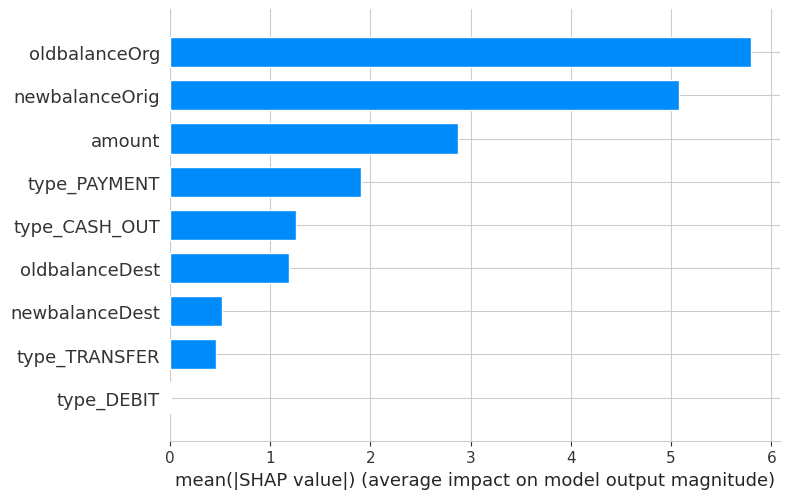 oldbalanceOrg
newbalanceOrig
amount
type_PAYMENT
type_CASH_OUT
oldbalanceDest
newbalanceDest
type_TRANSFER
type_DEBIT
0 1 2 3 4 5 6
mean(|SHAP value|) (average impact on model output magnitude)